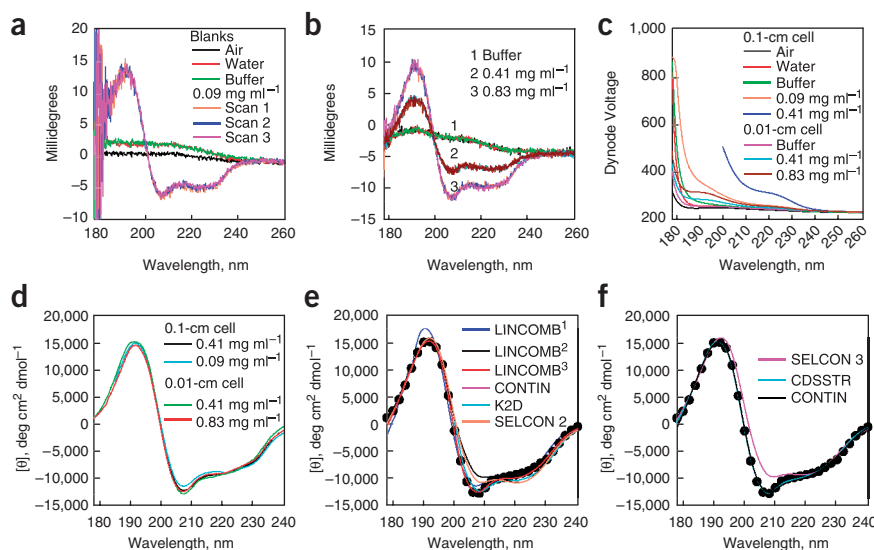 a
20
15
10
5
0
−5
−10
Millidegrees
180 200 220 240 260
Wavelength, nm
Blanks
Air
Water
Buffer
0.09 mg ml−1
Scan 1
Scan 2
Scan 3
b
15
10
5
0
−5
−10
15
Millidegrees
180 200 220 240 260
Wavelength, nm
1 Buffer
2 0.41 mg ml−1
3 0.83 mg ml−1
1
2
3
c
1,000
800
600
400
200
Dynode Voltage
180 190 200 210 220 230 240 250 260
Wavelength, nm
0.1-cm cell
Air
Water
Buffer
0.09 mg ml−1
0.41 mg ml−1
0.01-cm cell
Buffer
0.41 mg ml−1
0.83 mg ml−1
d
20,000
15,000
10,000
5,000
0
−5,000
−10,000
15,000
[θ], deg cm2 dmol−1
180 190 200 210 220 230 240
Wavelength, nm
0.1-cm cell
0.41 mg ml−1
0.09 mg ml−1
0.01-cm cell
0.41 mg ml−1
0.83 mg ml−1
e
20,000
15,000
10,000
5,000
0
−5,000
−10,000
15,000
[θ], deg cm2 dmol−1
180 190 200 210 220 230 240
Wavelength, nm
LINCOMB1
LINCOMB2
LINCOMB3
CONTIN
K2D
SELCON 2
f
20,000
15,000
10,000
5,000
0
−5,000
−10,000
15,000
[θ], deg cm2 dmol−1
180 190 200 210 220 230 240
Wavelength, nm
SELCON 3
CDSSTR
CONTIN